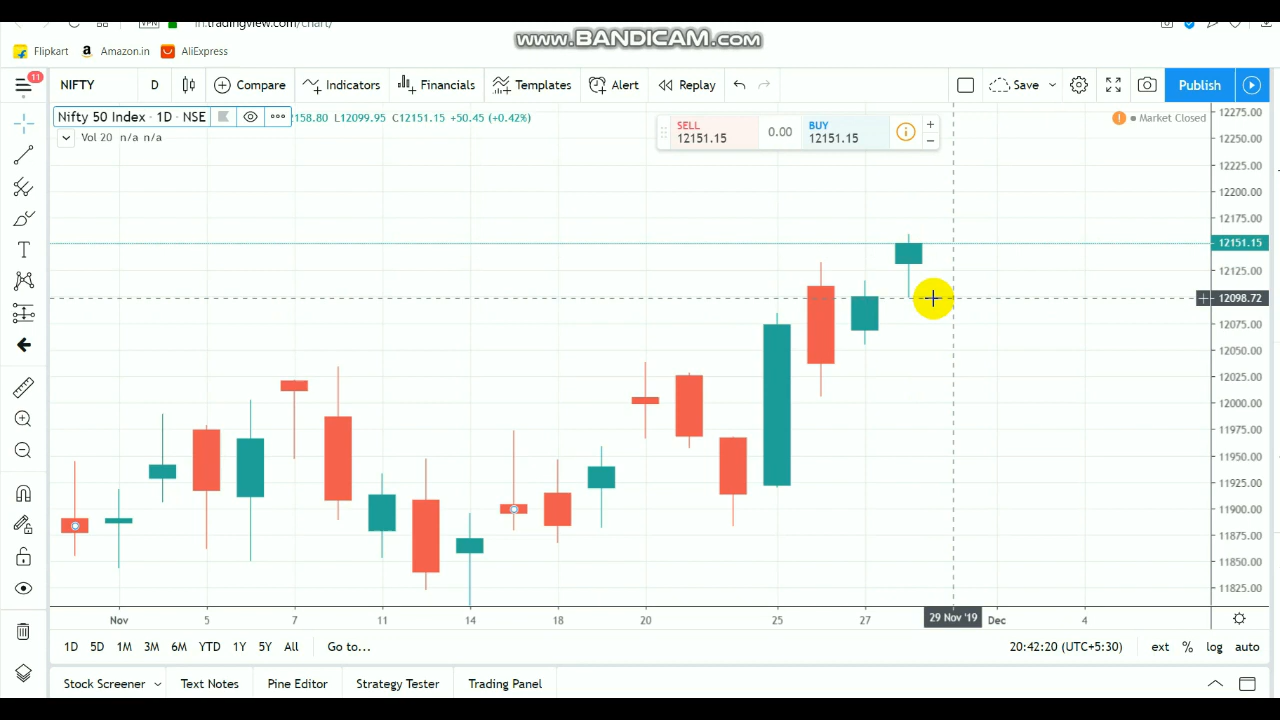 VPN in.tradingview.com/chart/
www.BANDICAM.com
Flipkart Amazon.in AliExpress
11
NIFTY D Compare Indicators Financials Templates Alert Replay Save Publish
Nifty 50 Index · 1D · NSE 158.80 L12099.95 C12151.15 +50.45 (+0.42%)
Vol 20 n/a n/a
SELL 12151.15 0.00 BUY 12151.15
Market Closed
12275.00
12250.00
12225.00
12200.00
12175.00
12151.15
12125.00
12098.72
12075.00
12050.00
12025.00
12000.00
11975.00
11950.00
11925.00
11900.00
11875.00
11850.00
11825.00
Nov 5 7 11 14 18 20 25 27 29 Nov '19 Dec 4
1D 5D 1M 3M 6M YTD 1Y 5Y All Go to... 20:42:20 (UTC+5:30) ext % log auto
Stock Screener Text Notes Pine Editor Strategy Tester Trading Panel